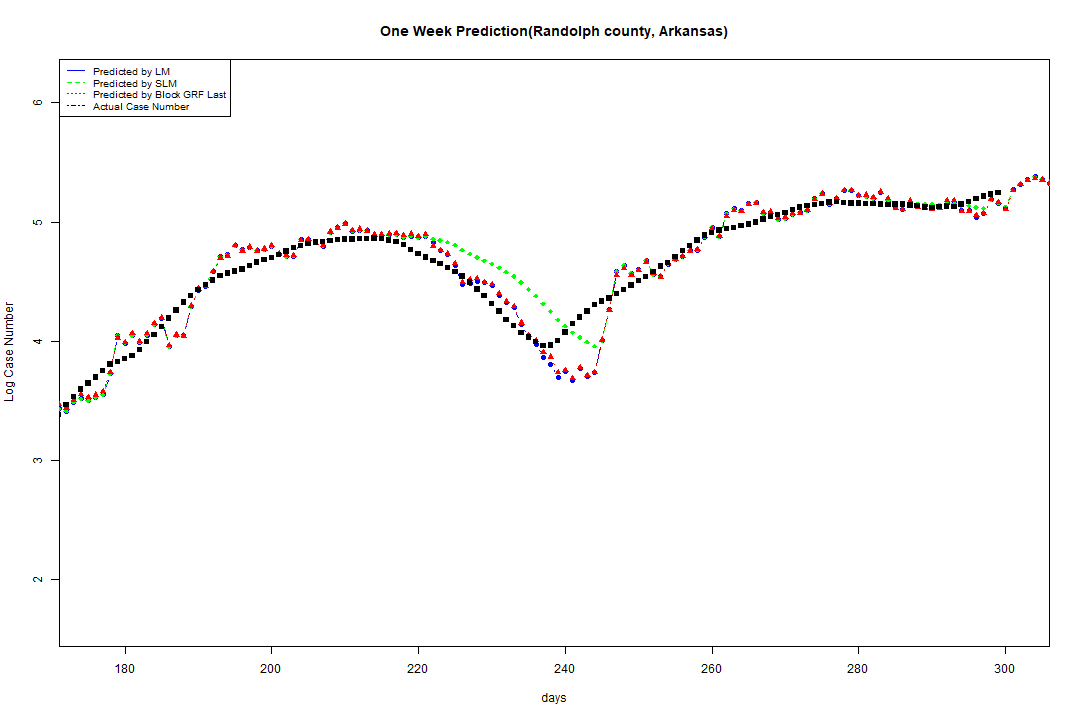 One Week Prediction(Randolph county, Arkansas)
Predicted by LM
Predicted by SLM
Predicted by Block GRF Last
Actual Case Number
6
5
4
3
2
Log Case Number
180 200 220 240 260 280 300
days